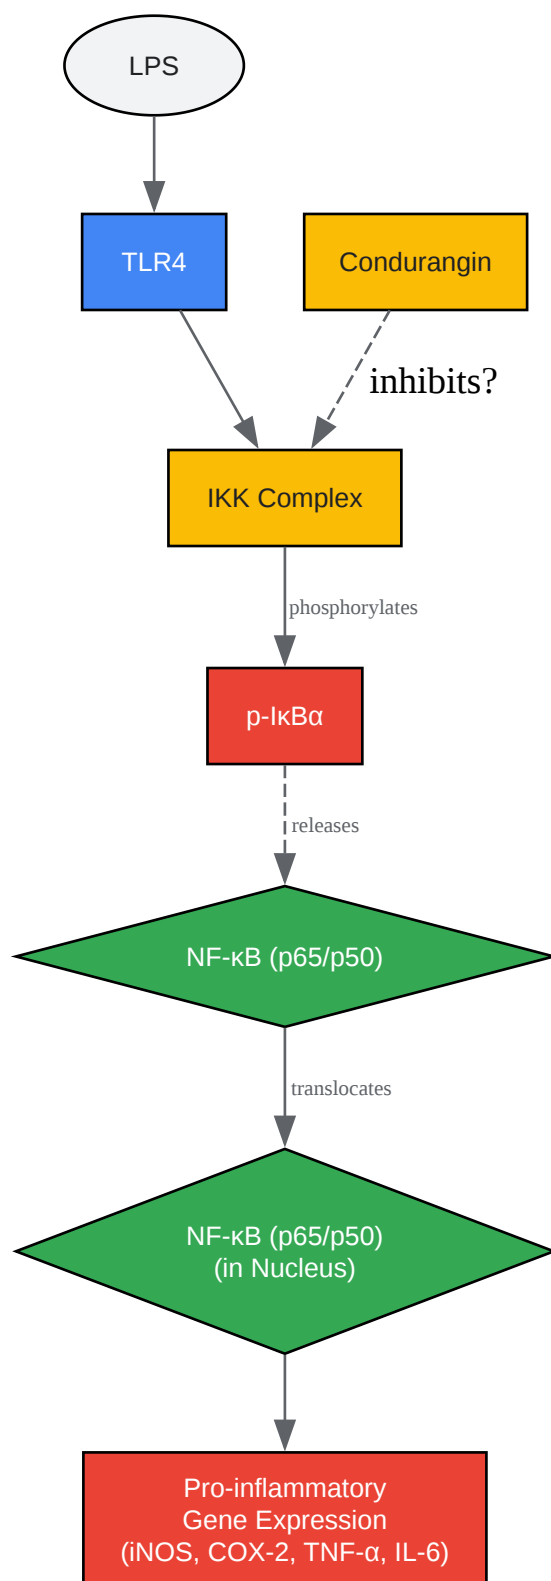 LPS
TLR4
Condurangin
inhibits?
IKK Complex
phosphorylates
p-IκBα
releases
NF-κB (p65/p50)
translocates
NF-κB (p65/p50)
(in Nucleus)
Pro-inflammatory
Gene Expression
(iNOS, COX-2, TNF-α, IL-6)